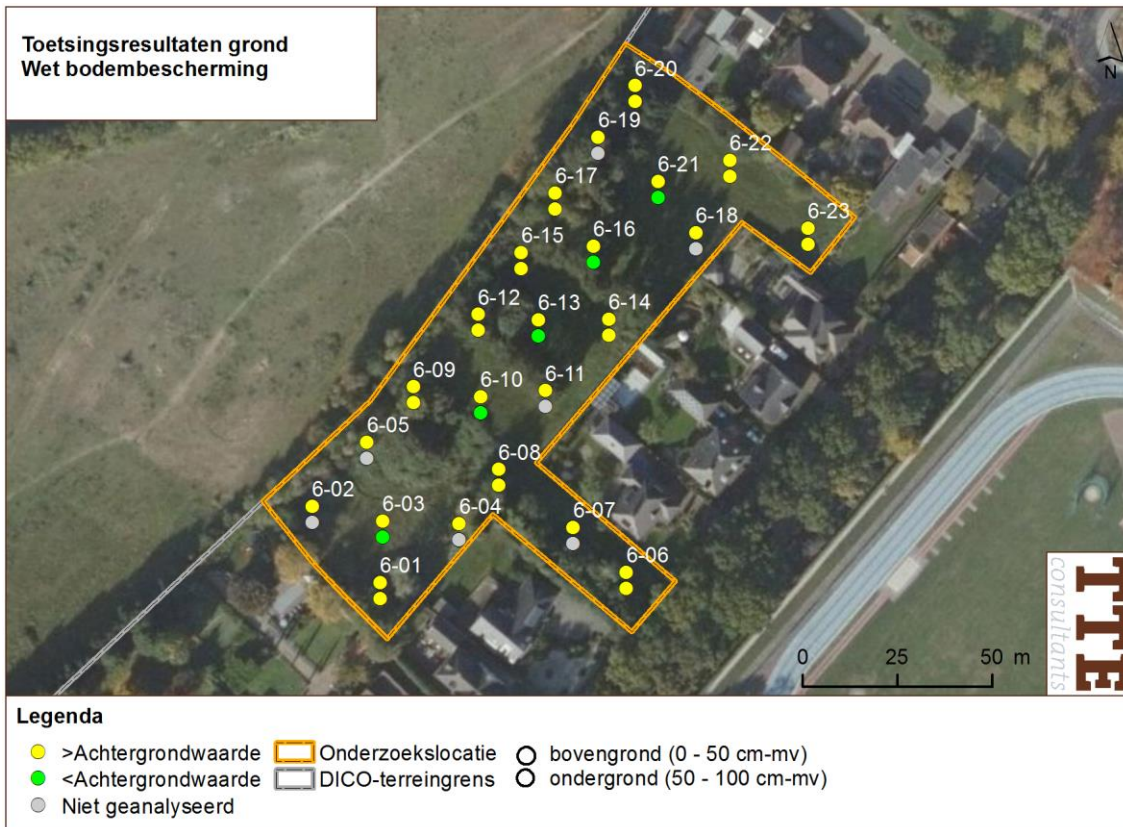 Toetsingsresultaten grond
Wet bodembescherming
N
6-20
6-19
6-22
6-21
6-17
6-23
6-18
6-16
6-15
6-12
6-13
6-14
6-09
6-11
6-10
6-05
6-08
6-02
6-03
6-04
6-07
6-06
6-01
0 25 50 m
TTE
consultants
Legenda
>Achtergrondwaarde
<Achtergrondwaarde
Niet geanalyseerd
Onderzoekslocatie
DICO-terreingrens
bovengrond (0 - 50 cm-mv)
ondergrond (50 - 100 cm-mv)